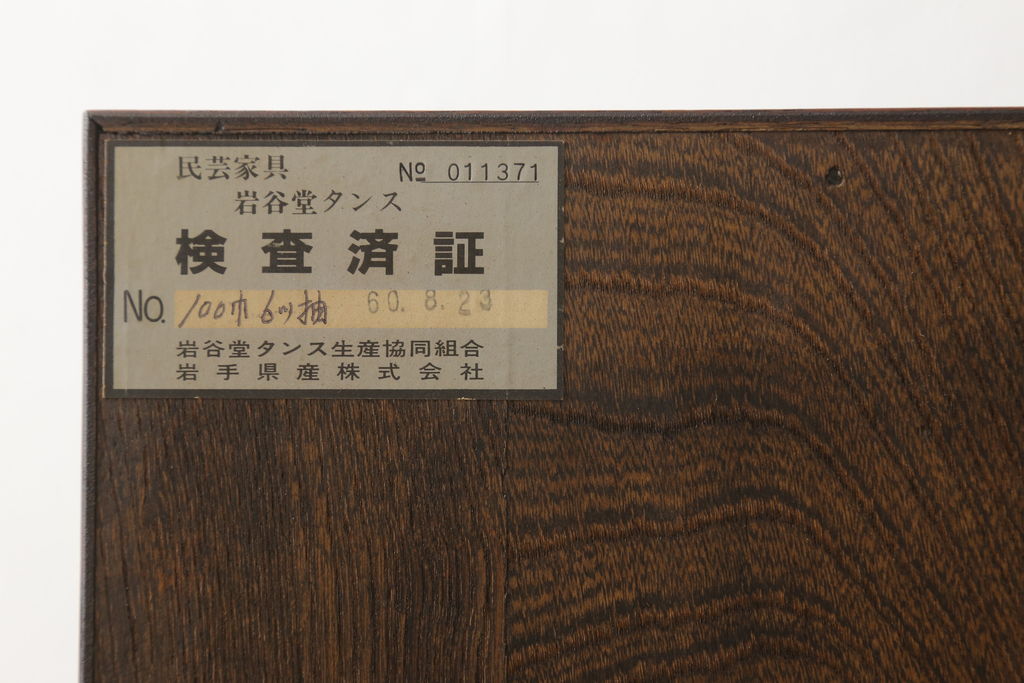 民芸家具 Nº 011371
岩谷堂タンス
検査済証
No. 100巾 6ツ抽 60.8.23
岩谷堂タンス生産協同組合
岩手県産株式会社